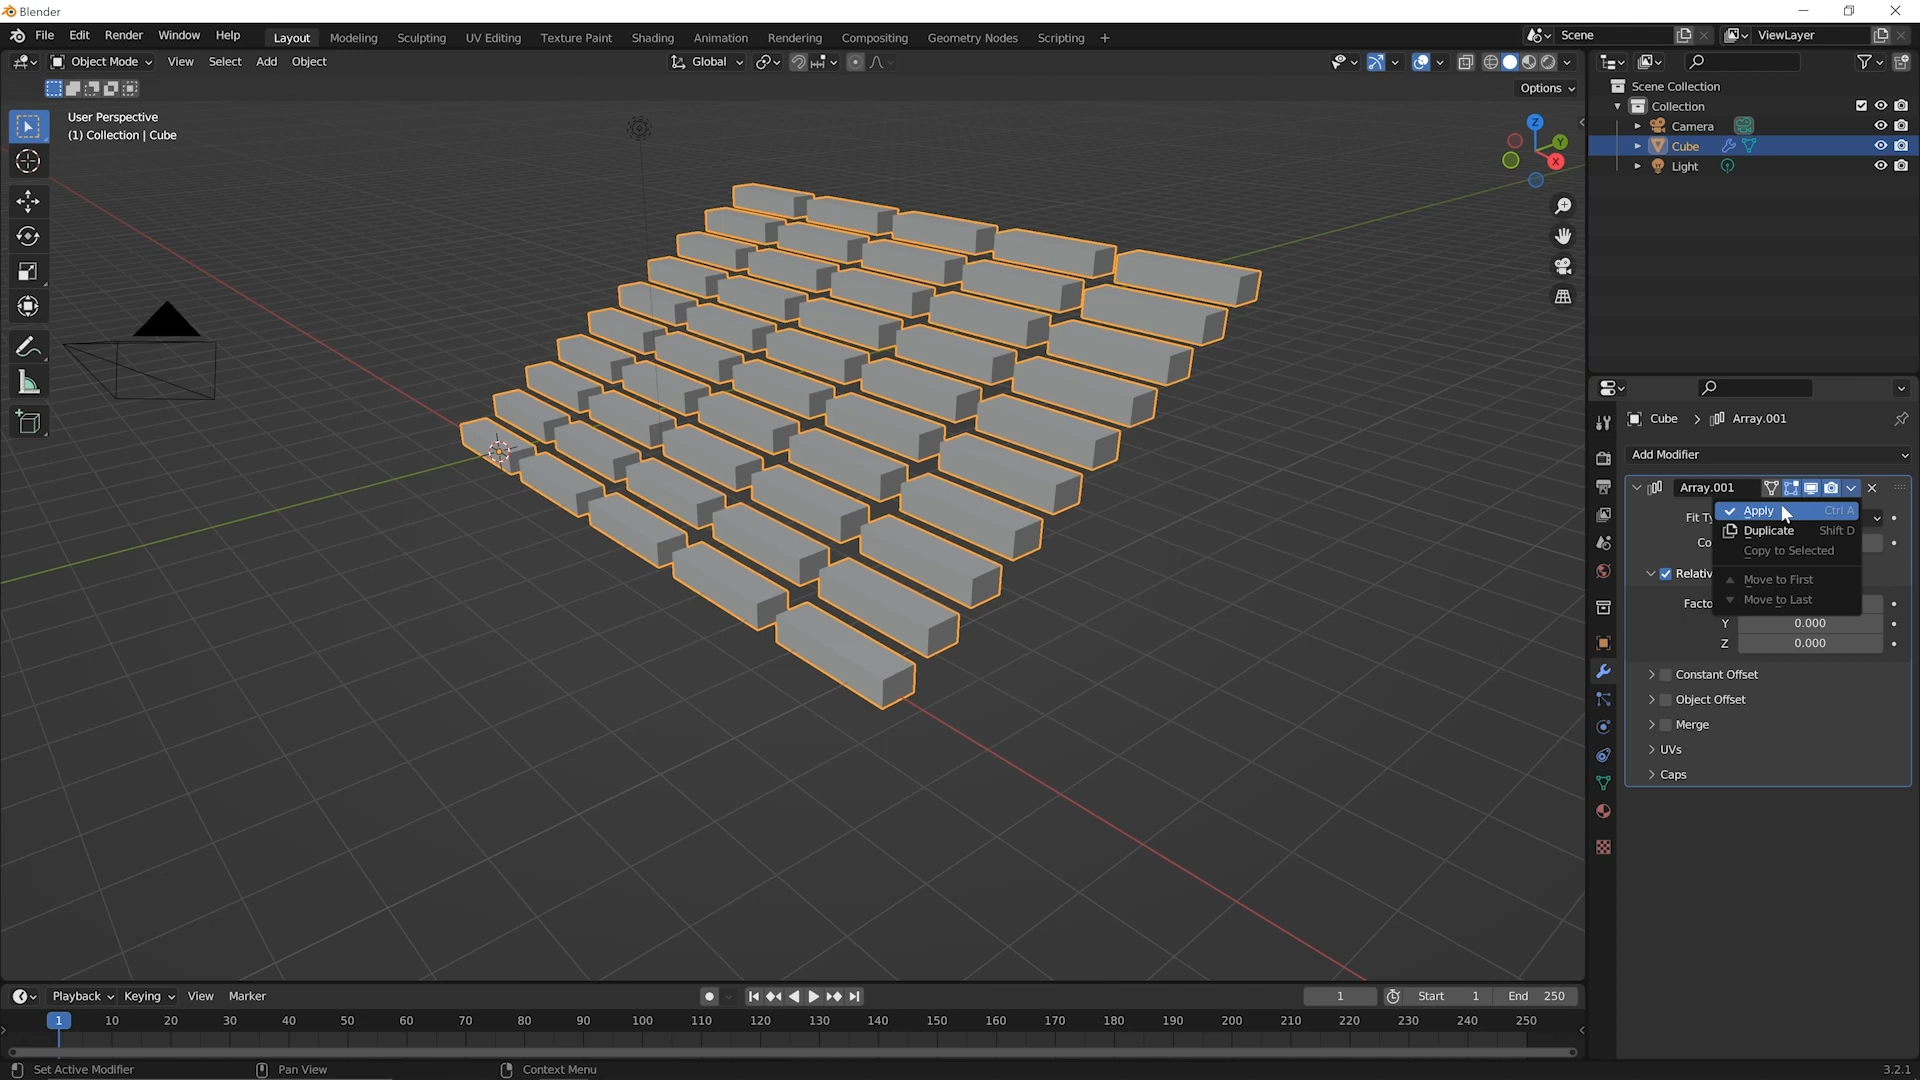 Blender
File Edit Render Window Help
Layout Modeling Sculpting UV Editing Texture Paint Shading Animation Rendering Compositing Geometry Nodes Scripting +
Scene
ViewLayer
Object Mode View Select Add Object
Global
Options
User Perspective
(1) Collection | Cube
Z
Y
X
Scene Collection
Collection
Camera
Cube
Light
Cube > Array.001
Add Modifier
Array.001
Fit Ty
Co
Apply Ctrl A
Duplicate Shift D
Copy to Selected
Move to First
Move to Last
Relativ
Facto
Y 0.000
Z 0.000
Constant Offset
Object Offset
Merge
UVs
Caps
Playback Keying View Marker
1
Start 1
End 250
1 10 20 30 40 50 60 70 80 90 100 110 120 130 140 150 160 170 180 190 200 210 220 230 240 250
Set Active Modifier
Pan View
Context Menu
3.2.1